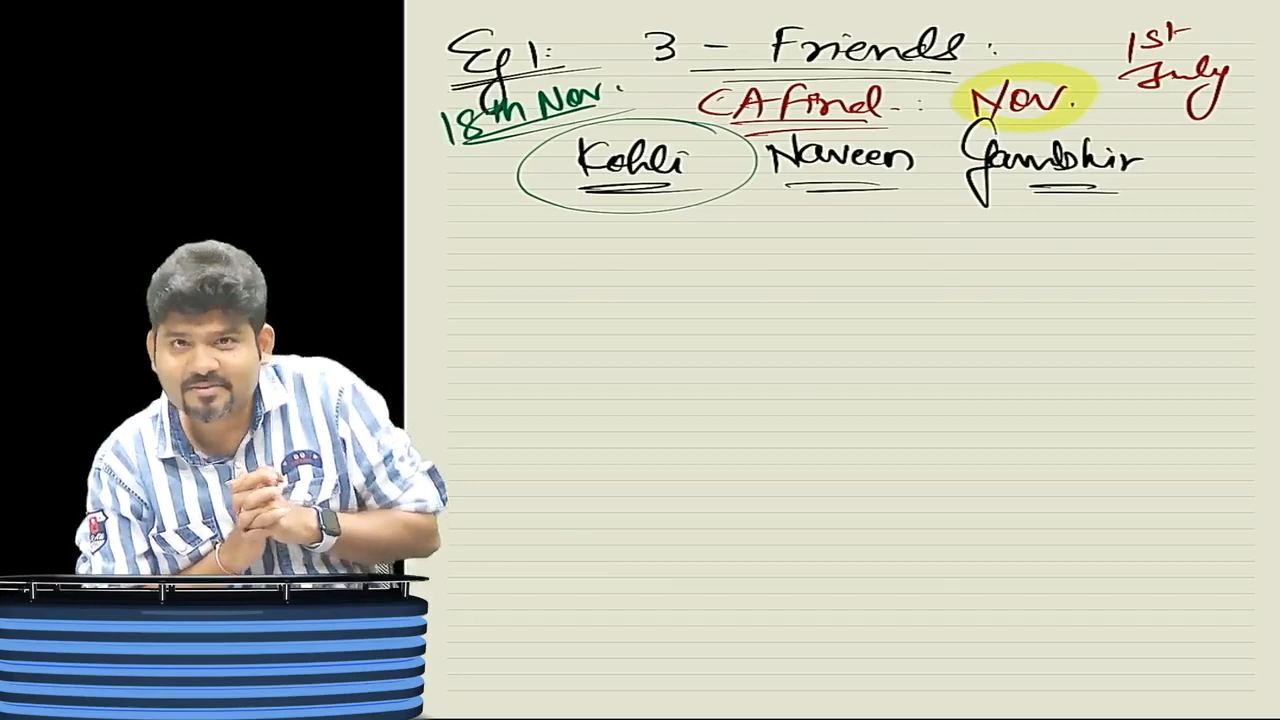 Eg 1: 3 - Friends:
1st July
18th Nov. CA Final: Nov.
Kohli Naveen Gambhir